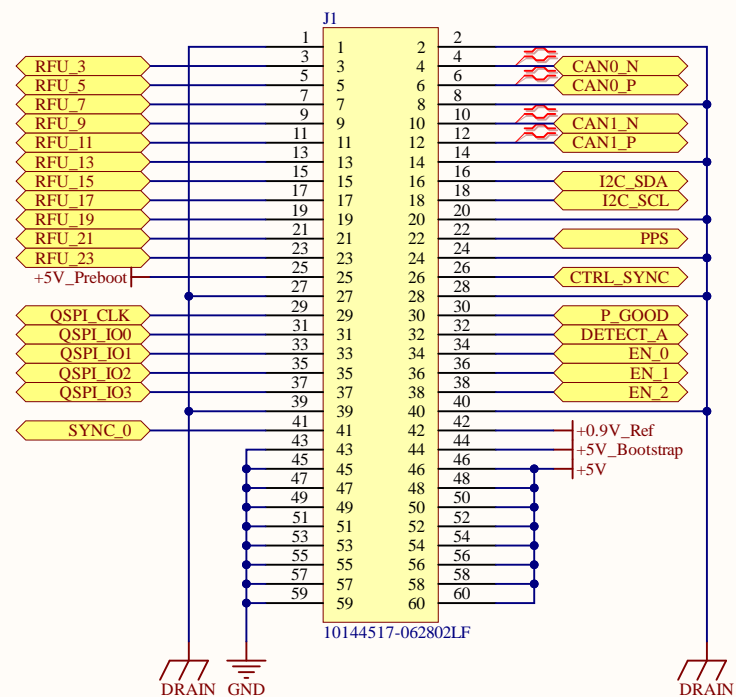 J1
1 1 2 2
RFU_3 3 3 4 4 CAN0_N
RFU_5 5 5 6 6 CAN0_P
RFU_7 7 7 8 8
RFU_9 9 9 10 10 CAN1_N
RFU_11 11 11 12 12 CAN1_P
RFU_13 13 13 14 14
RFU_15 15 15 16 16 I2C_SDA
RFU_17 17 17 18 18 I2C_SCL
RFU_19 19 19 20 20
RFU_21 21 21 22 22 PPS
RFU_23 23 23 24 24
+5V_Preboot 25 25 26 26 CTRL_SYNC
27 27 28 28
QSPI_CLK 29 29 30 30 P_GOOD
QSPI_IO0 31 31 32 32 DETECT_A
QSPI_IO1 33 33 34 34 EN_0
QSPI_IO2 35 35 36 36 EN_1
QSPI_IO3 37 37 38 38 EN_2
39 39 40 40
SYNC_0 41 41 42 42 +0.9V_Ref
43 43 44 44 +5V_Bootstrap
45 45 46 46 +5V
47 47 48 48
49 49 50 50
51 51 52 52
53 53 54 54
55 55 56 56
57 57 58 58
59 59 60 60
10144517-062802LF
DRAIN GND DRAIN